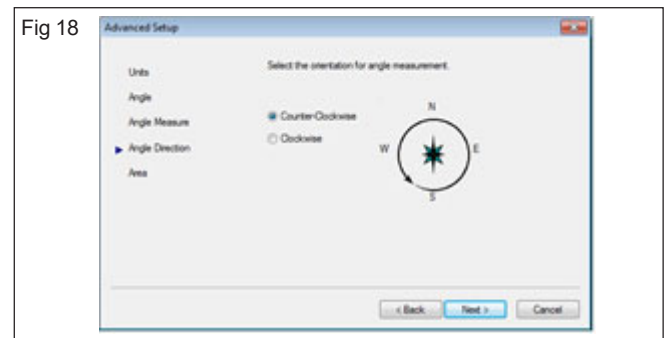 Fig 18
Advanced Setup
Select the orientation for angle measurement.
Units
Angle
Angle Measure
Angle Direction
Area
Counter-Clockwise
Clockwise
N
W
E
S
< Back
Next >
Cancel